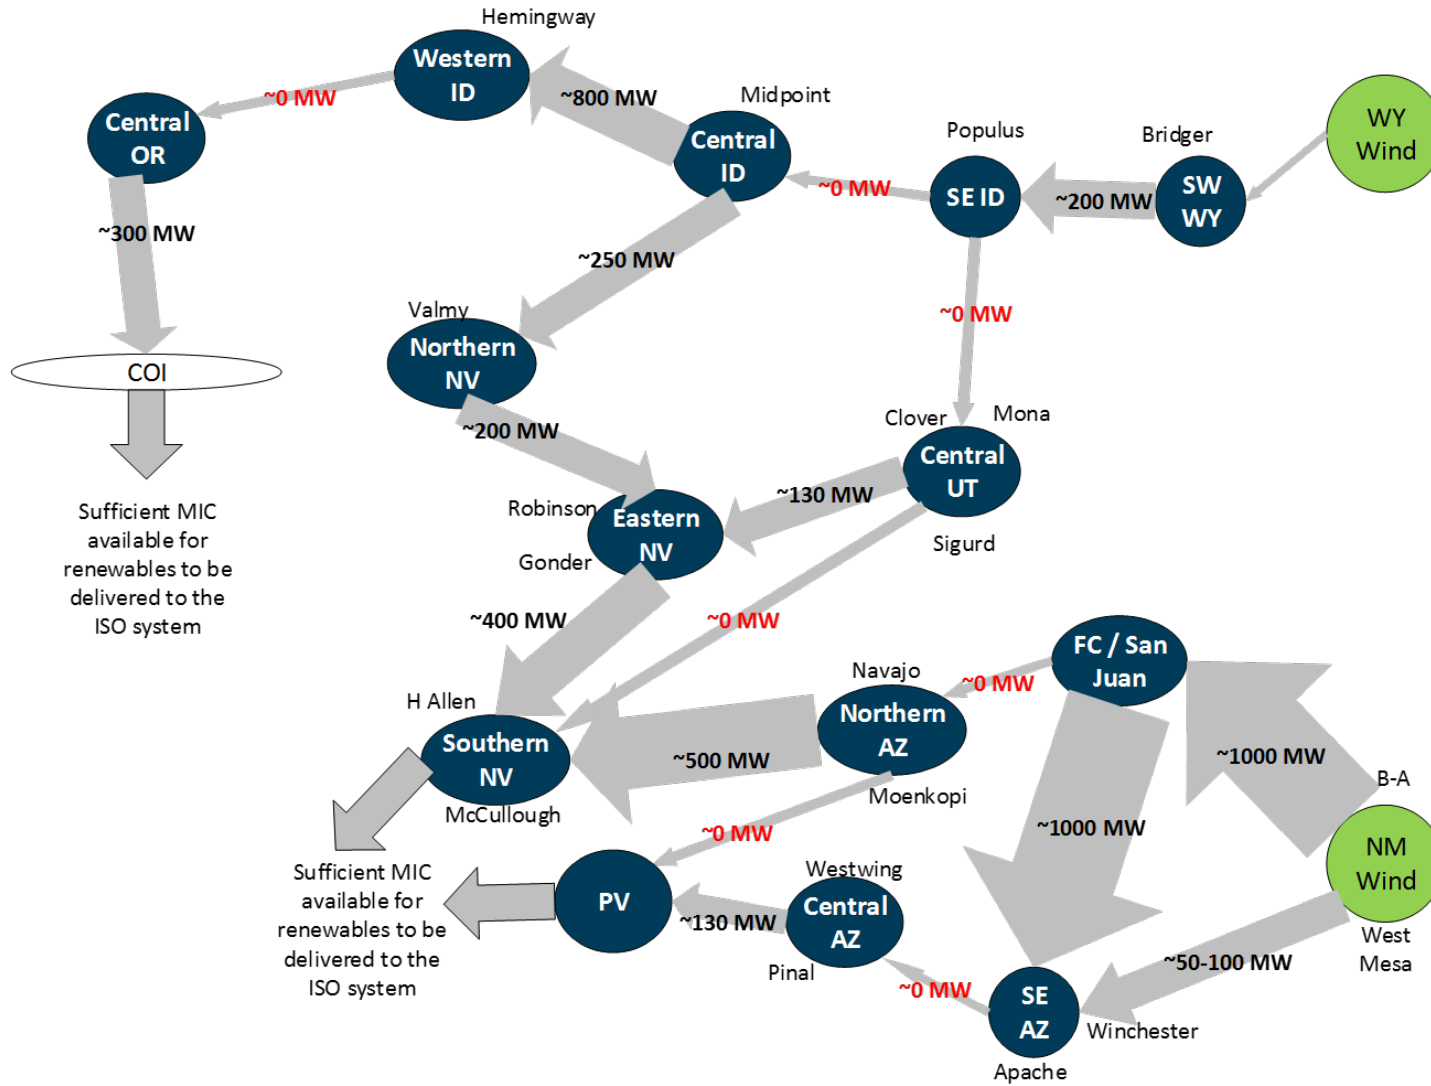 Hemingway
Western
ID
~0 MW
~800 MW
Midpoint
Central
OR
Central
ID
Populus
Bridger
WY
Wind
~0 MW
SE ID
~200 MW
SW
WY
~300 MW
~250 MW
~0 MW
Valmy
Northern
NV
COI
~200 MW
Clover
Mona
Central
UT
~130 MW
Sigurd
Robinson
Eastern
NV
Gonder
Sufficient MIC
available for
renewables to be
delivered to the
ISO system
~400 MW
~0 MW
FC / San
Juan
~0 MW
Navajo
Northern
AZ
Moenkopi
H Allen
Southern
NV
McCullough
~500 MW
~1000 MW
B-A
~1000 MW
NM
Wind
West
Mesa
~0 MW
Sufficient MIC
available for
renewables to be
delivered to the
ISO system
PV
~130 MW
Westwing
Central
AZ
Pinal
~0 MW
~50-100 MW
SE
AZ
Winchester
Apache